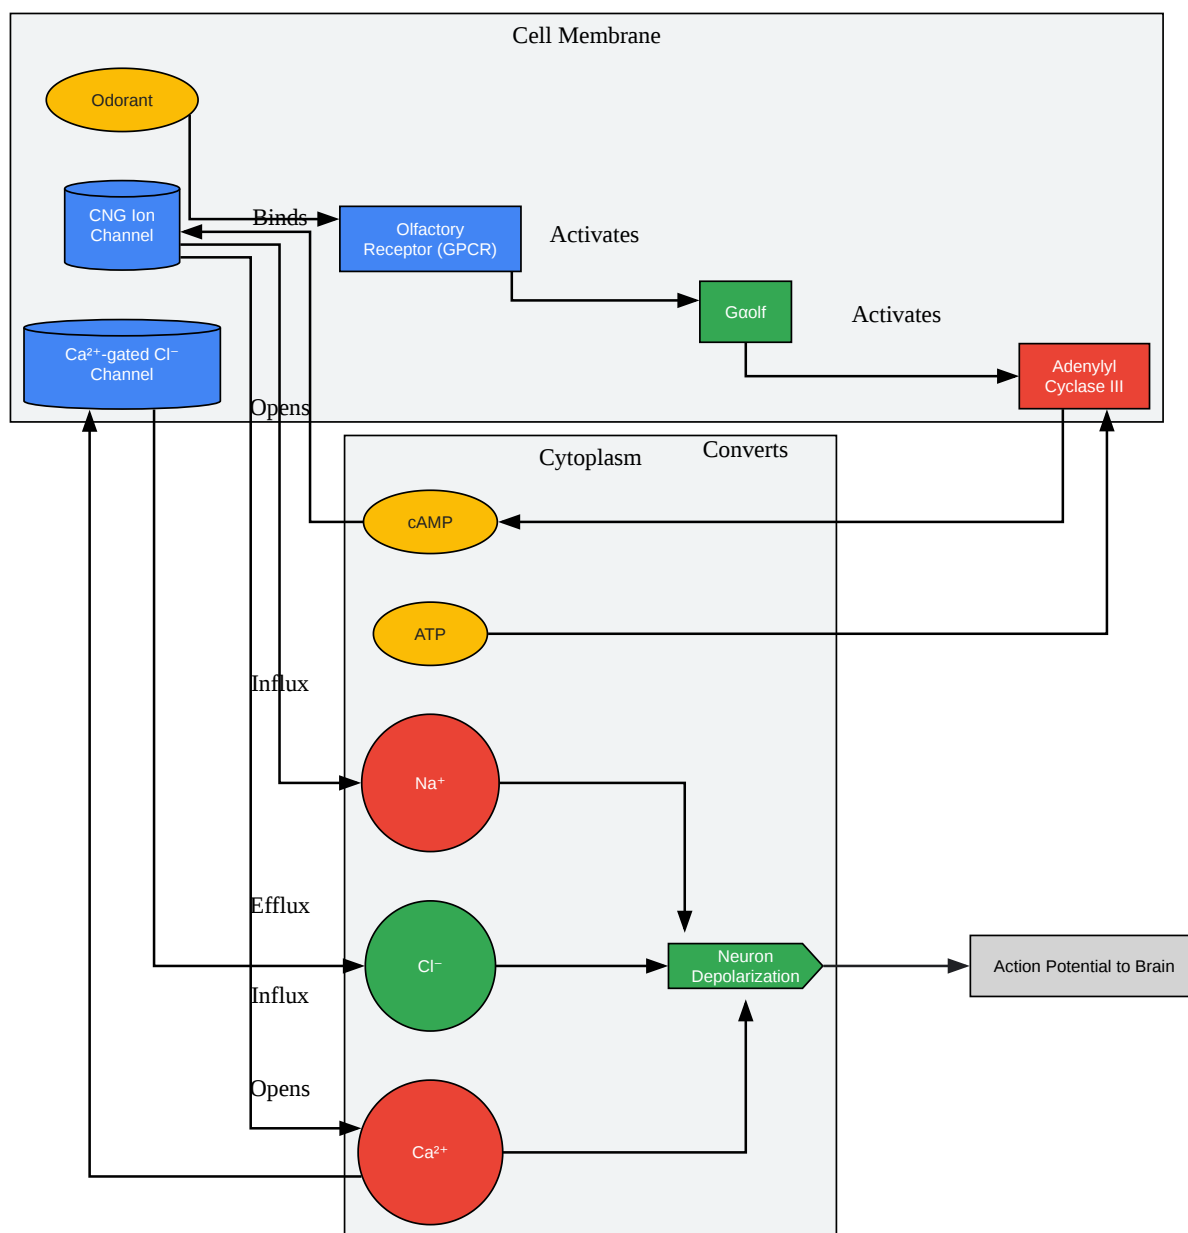 Cell Membrane
Odorant
CNG Ion
Channel
Binds
Olfactory
Receptor (GPCR)
Activates
Gαolf
Activates
Adenylyl
Cyclase III
Ca²⁺-gated Cl⁻
Channel
Opens
Cytoplasm
Converts
cAMP
ATP
Influx
Na⁺
Efflux
Cl⁻
Neuron
Depolarization
Action Potential to Brain
Influx
Opens
Ca²⁺